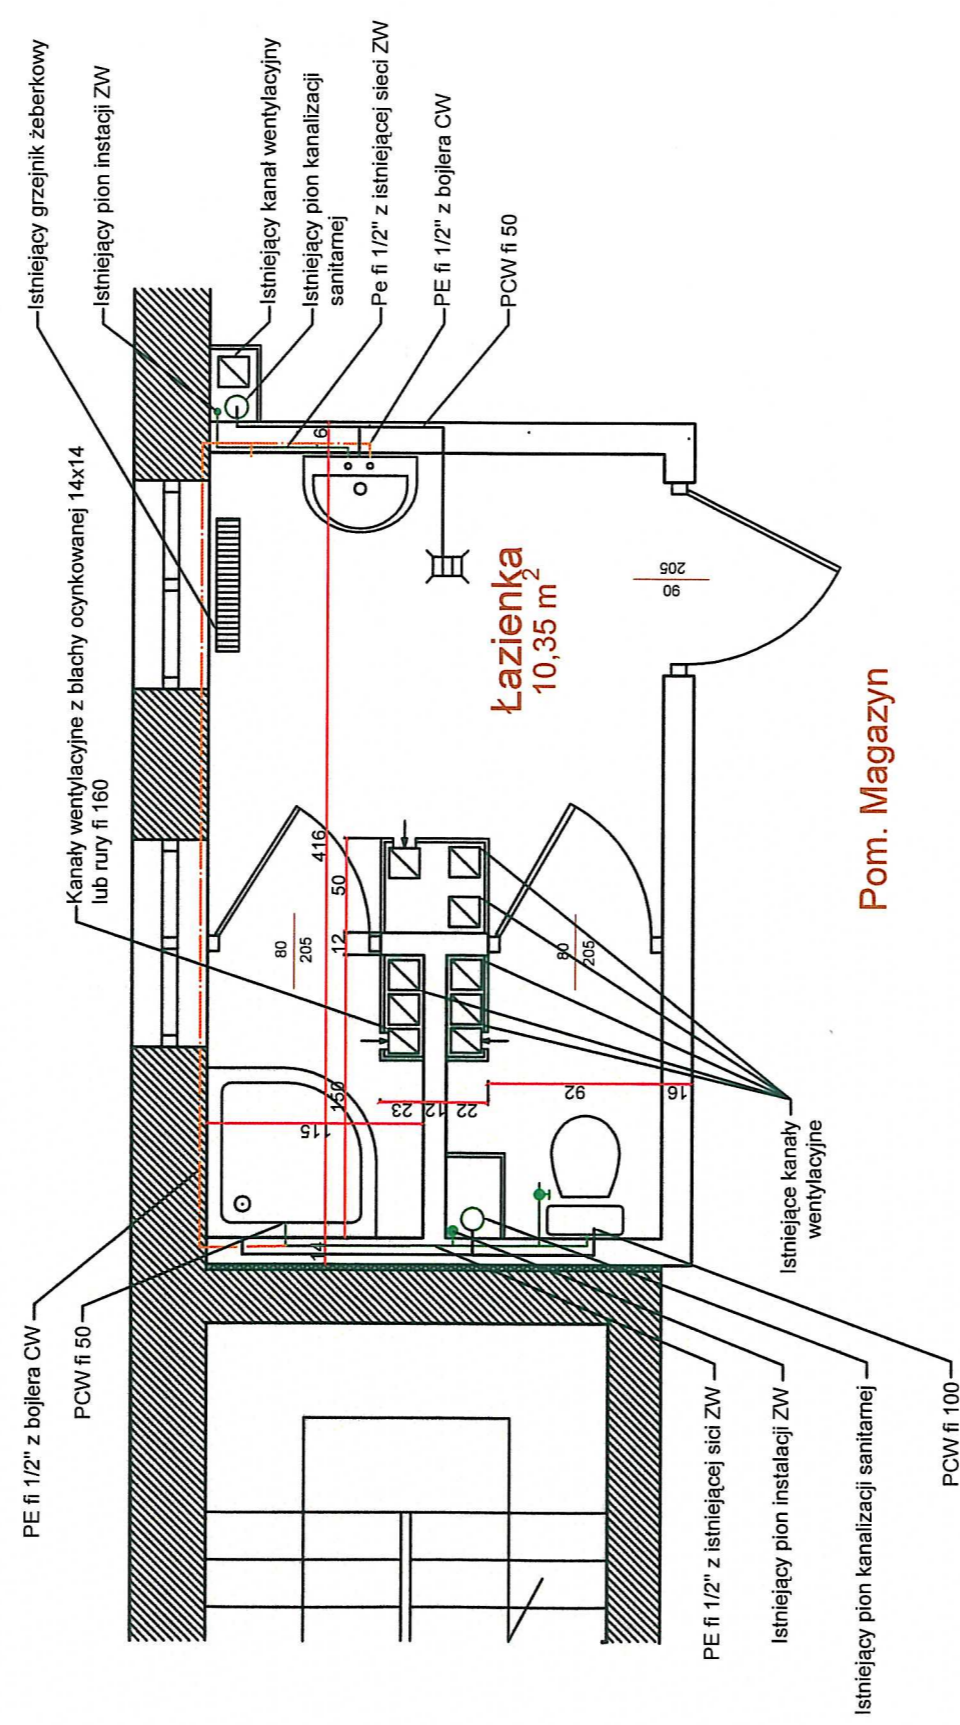 Istniejący grzejnik żeberkowy
Istniejący pion instacji ZW
Istniejący kanał wentylacyjny
Istniejący pion kanalizacji
sanitarnej
Pe fi 1/2" z istniejącej sieci ZW
PE fi 1/2" z bojlera CW
PCW fi 50
Kanały wentylacyjne z blachy ocynkowanej 14x14
lub rury fi 160
PE fi 1/2" z bojlera CW
PCW fi 50
Łazienka
10,35 m2
90
205
Pom. Magazyn
6
416
50
12
150
14
80
205
80
205
115
23
12
22
92
16
Istniejące kanały
wentylacyjne
PE fi 1/2" z istniejącej sici ZW
Istniejący pion instalacji ZW
Istniejący pion kanalizacji sanitarnej
PCW fi 100